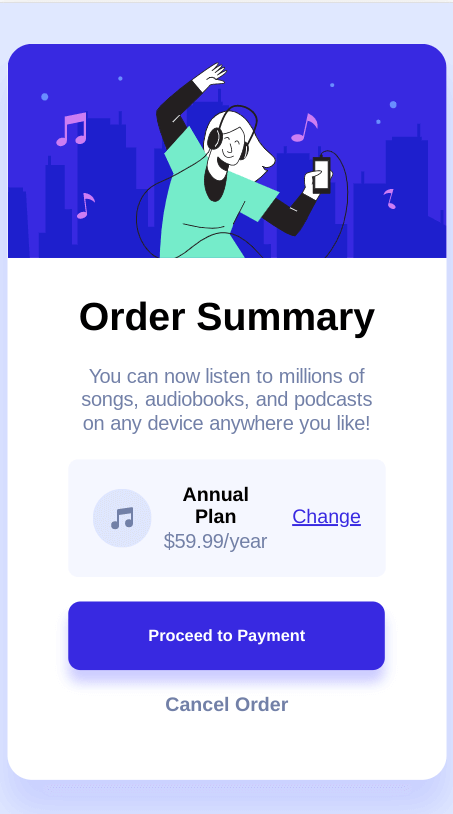 Order Summary
You can now listen to millions of
songs, audiobooks, and podcasts
on any device anywhere you like!
Annual
Plan
$59.99/year
Change
Proceed to Payment
Cancel Order